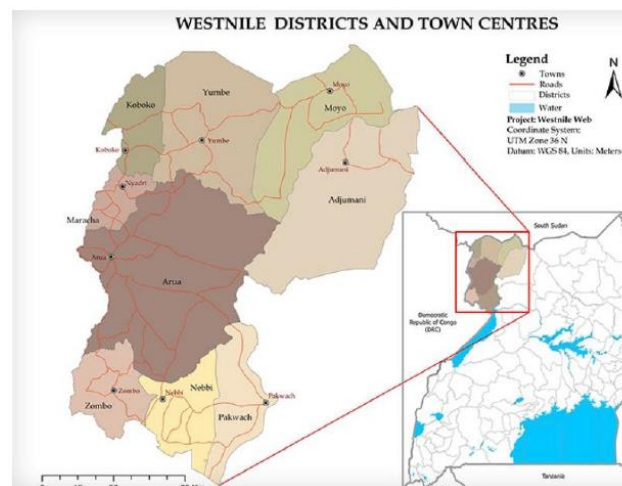 WESTNILE DISTRICTS AND TOWN CENTRES
Legend
Towns
Roads
Districts
Water
Project: Westnile Web
Coordinate System:
UTM Zone 36 N
Datum: WGS 84, Units: Meters
N
Koboko
Yumbe
Moyo
Moyo
Koboko
Yumbe
Adjumani
Nyadri
Adjumani
Maracha
Arua
Arua
South Sudan
Democratic
Republic of Congo
(DRC)
Zombo
Zombo
Nebbi
Nebbi
Pakwach
Pakwach
Tanzania